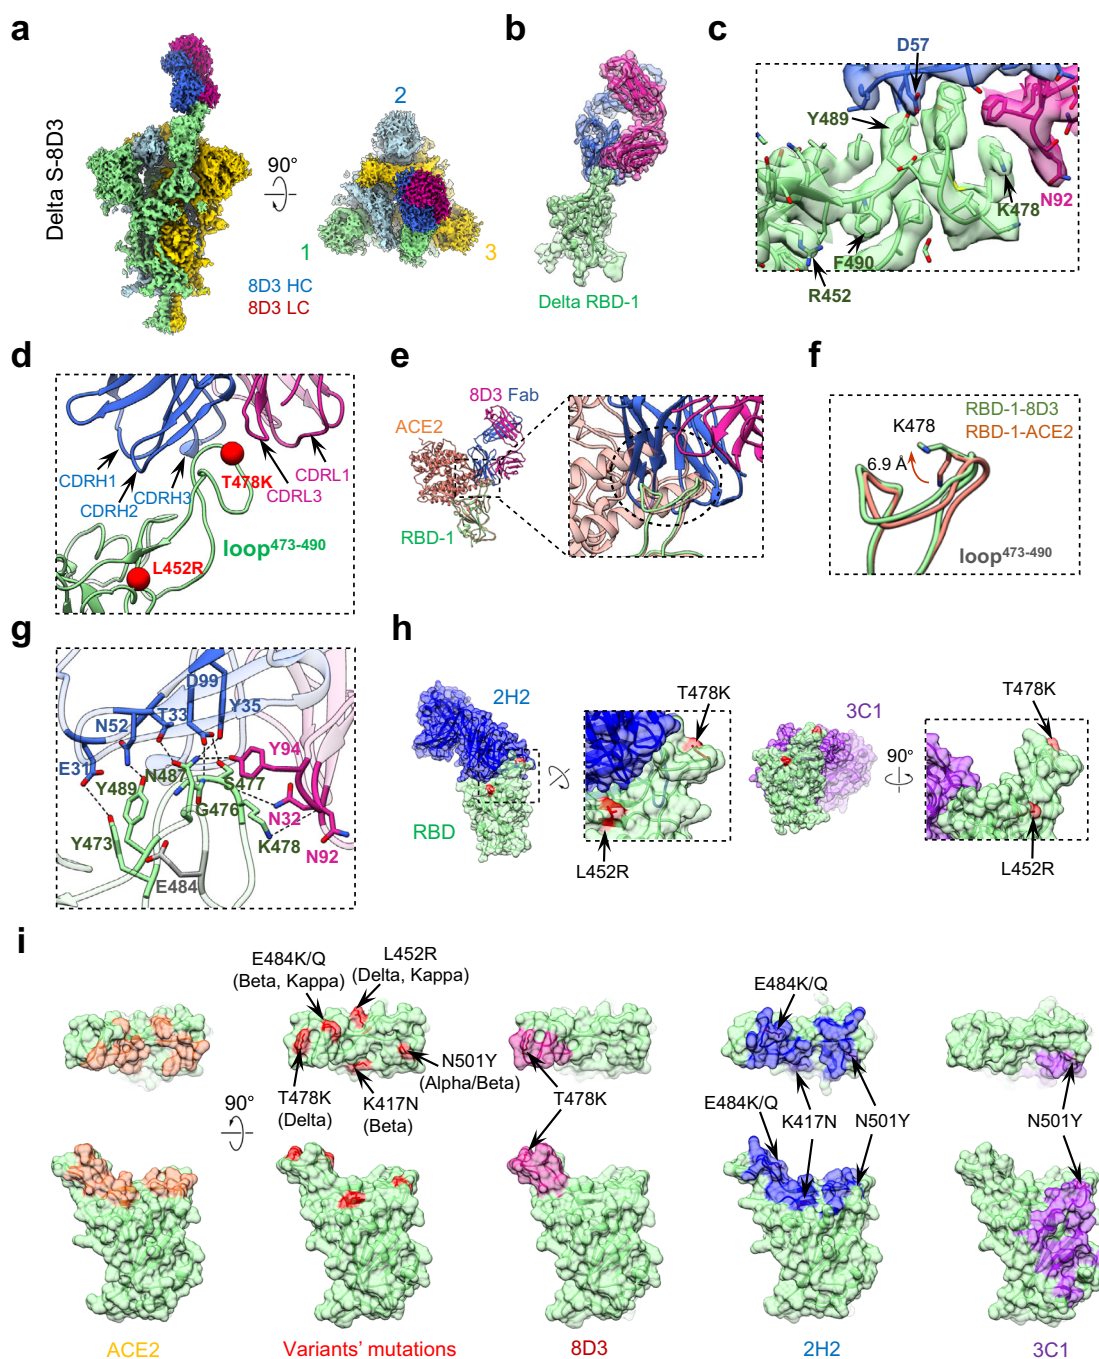 a
Delta S-8D3
90°
2
1
3
8D3 HC
8D3 LC
b
Delta RBD-1
c
D57
Y489
N92
K478
F490
R452
d
CDRH1
CDRH2
CDRH3
T478K
CDRL1
CDRL3
loop473-490
L452R
e
8D3 Fab
ACE2
RBD-1
f
RBD-1-8D3
RBD-1-ACE2
K478
6.9 Å
loop473-490
g
D99
N52
T33
Y35
E31
Y94
N487
Y489
S477
G476
N32
Y473
K478
N92
E484
h
2H2
RBD
T478K
L452R
3C1
90°
T478K
L452R
i
E484K/Q
(Beta, Kappa)
L452R
(Delta, Kappa)
T478K
(Delta)
K417N
(Beta)
N501Y
(Alpha/Beta)
90°
T478K
E484K/Q
E484K/Q
K417N
N501Y
N501Y
ACE2
Variants' mutations
8D3
2H2
3C1